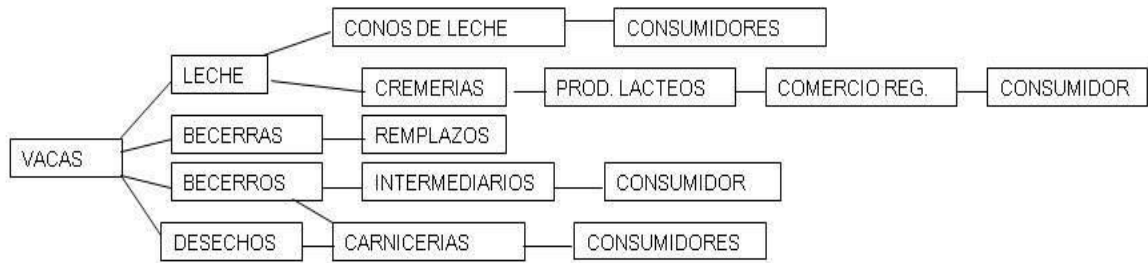 CONOS DE LECHE CONSUMIDORES
LECHE
CREMERIAS PROD. LACTEOS COMERCIO REG. CONSUMIDOR
BECERRAS REMPLAZOS
VACAS
BECERROS INTERMEDIARIOS CONSUMIDOR
DESECHOS CARNICERIAS CONSUMIDORES